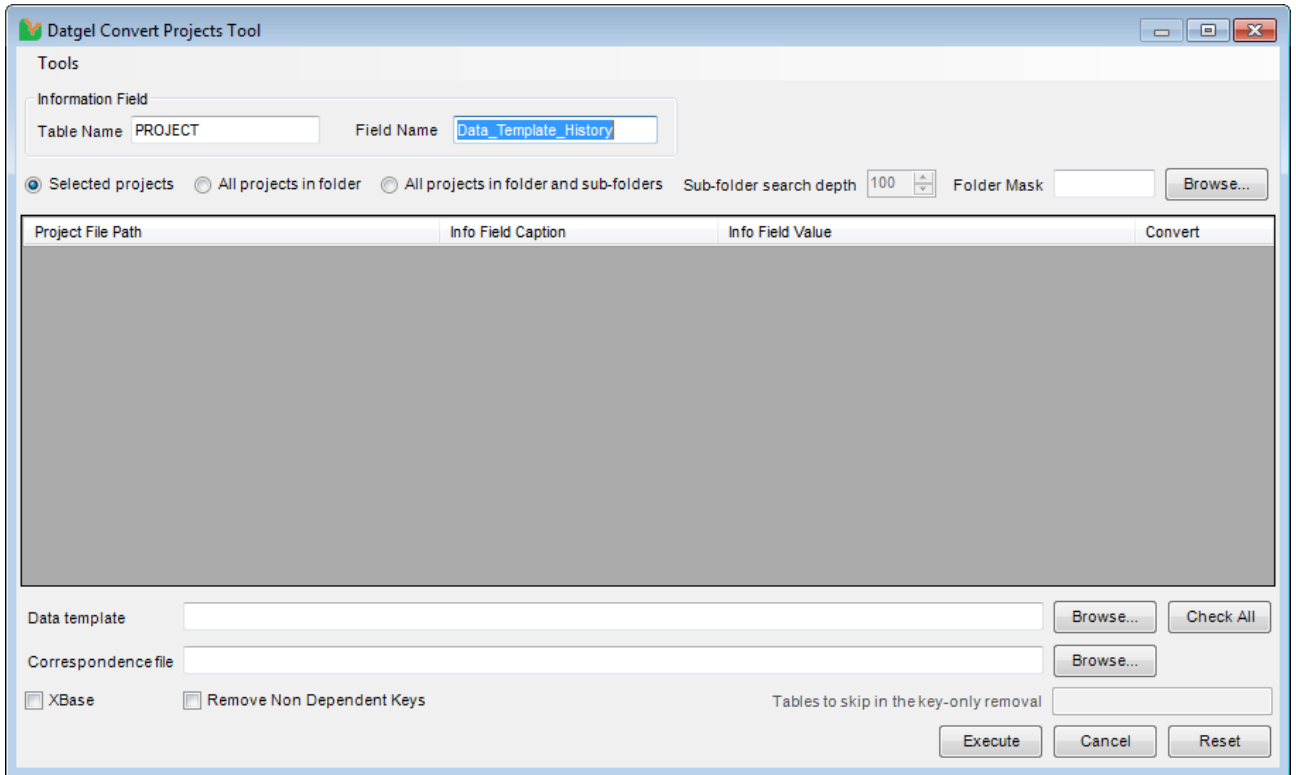 Datgel Convert Projects Tool
Tools
Information Field
Table Name PROJECT Field Name Data_Template_History
Selected projects All projects in folder All projects in folder and sub-folders Sub-folder search depth 100 Folder Mask Browse...
Project File Path Info Field Caption Info Field Value Convert
Data template Browse... Check All
Correspondence file Browse...
XBase Remove Non Dependent Keys Tables to skip in the key-only removal
Execute Cancel Reset